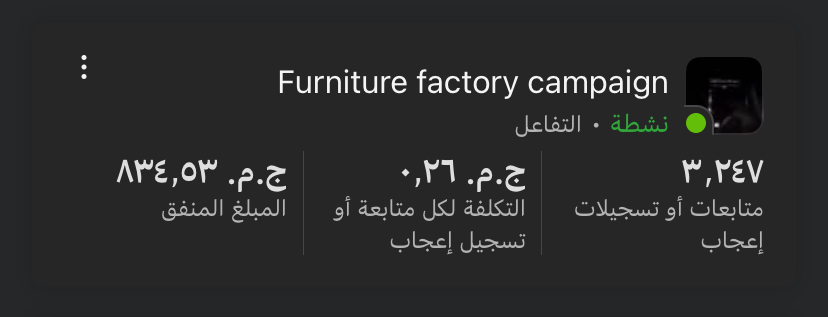 Furniture factory campaign
نشطة • التفاعل
٣,٢٤٧
متابعات أو تسجيلات
إعجاب
ج.م. ٠,٢٦
التكلفة لكل متابعة أو
تسجيل إعجاب
ج.م. ٨٣٤,٥٣
المبلغ المنفق